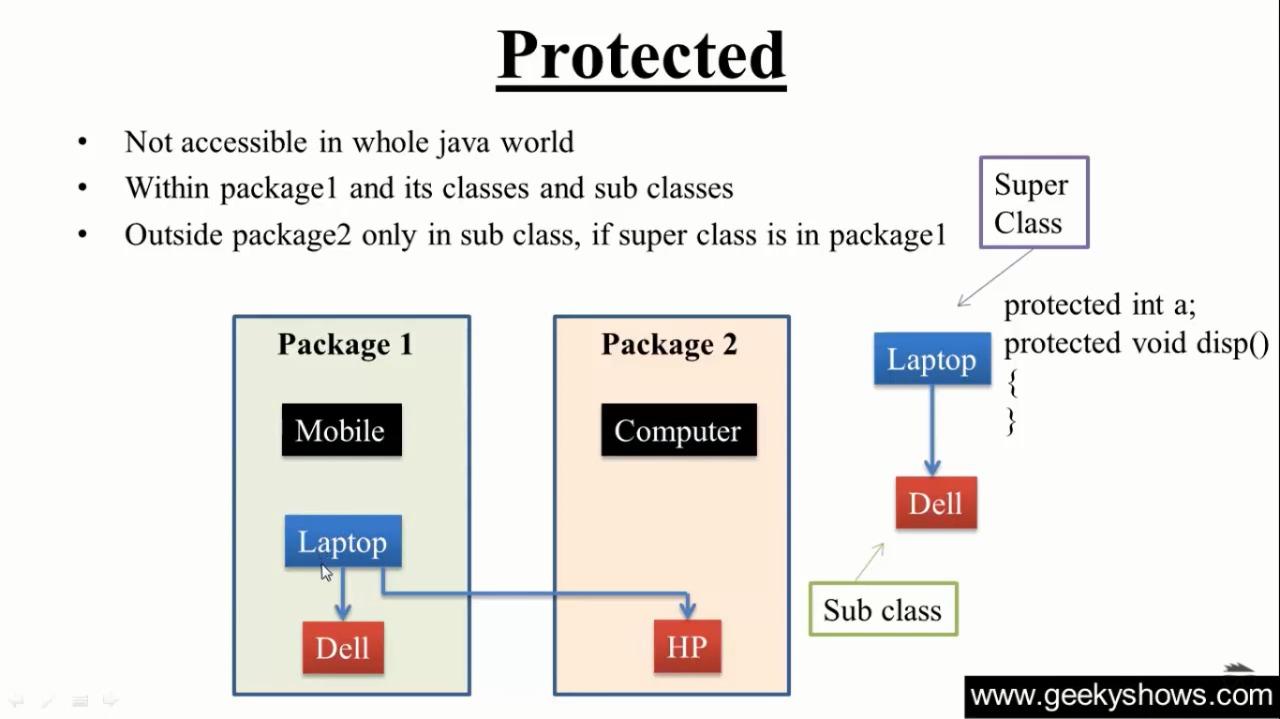 Protected
• Not accessible in whole java world
• Within package1 and its classes and sub classes
• Outside package2 only in sub class, if super class is in package1
Super
Class
protected int a;
protected void disp()
{
}
Laptop
Dell
Sub class
Package 1
Mobile
Laptop
Dell
Package 2
Computer
HP
www.geekyshows.com